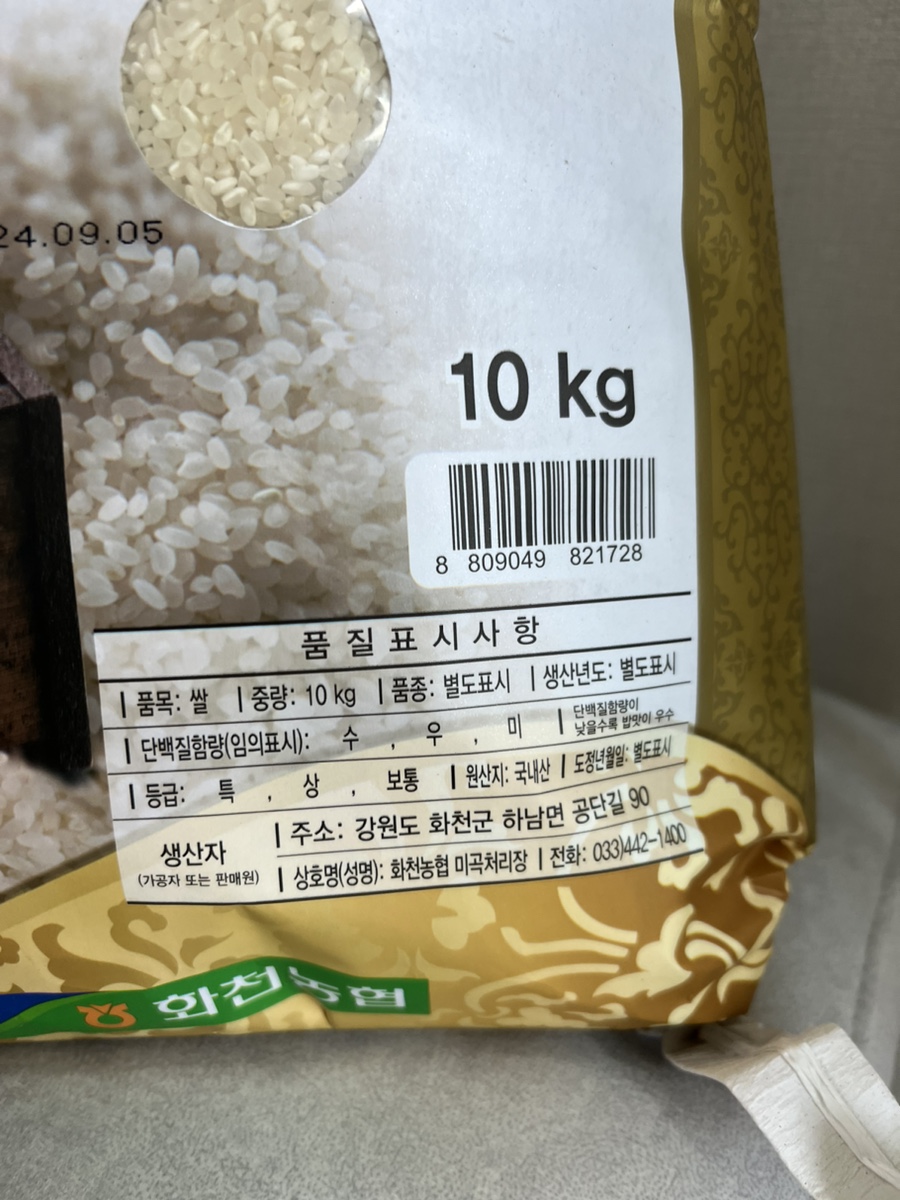 24.09.05
10 kg
8 809049 821728
품질표시사항
품목: 쌀 | 중량: 10 kg | 품종: 별도표시 | 생산년도: 별도표시
단백질함량(임의표시): 수 , 우 , 미 | 단백질함량이
낮을수록 밥맛이 우수
등급: 특 , 상 , 보통 | 원산지: 국내산 | 도정년월일: 별도표시
생산자
(가공자 또는 판매원)
주소: 강원도 화천군 하남면 공단길 90
상호명(성명): 화천농협 미곡처리장 | 전화: 033)442-1400
화천농협